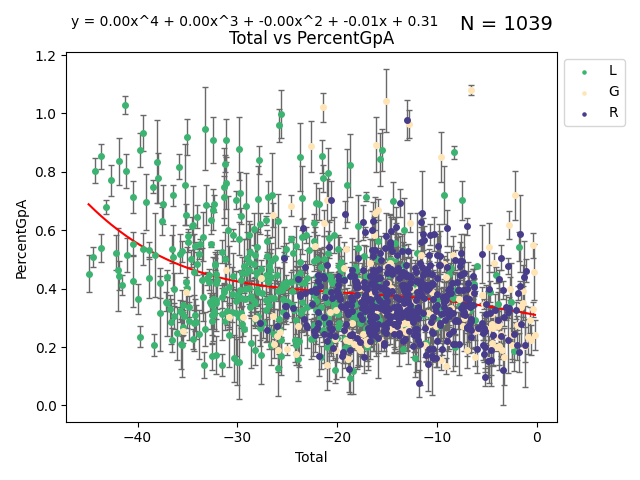 y = 0.00x^4 + 0.00x^3 + -0.00x^2 + -0.01x + 0.31
N = 1039
Total vs PercentGpA
1.2
1.0
0.8
0.6
0.4
0.2
0.0
PercentGpA
−40
−30
−20
−10
0
Total
L
G
R